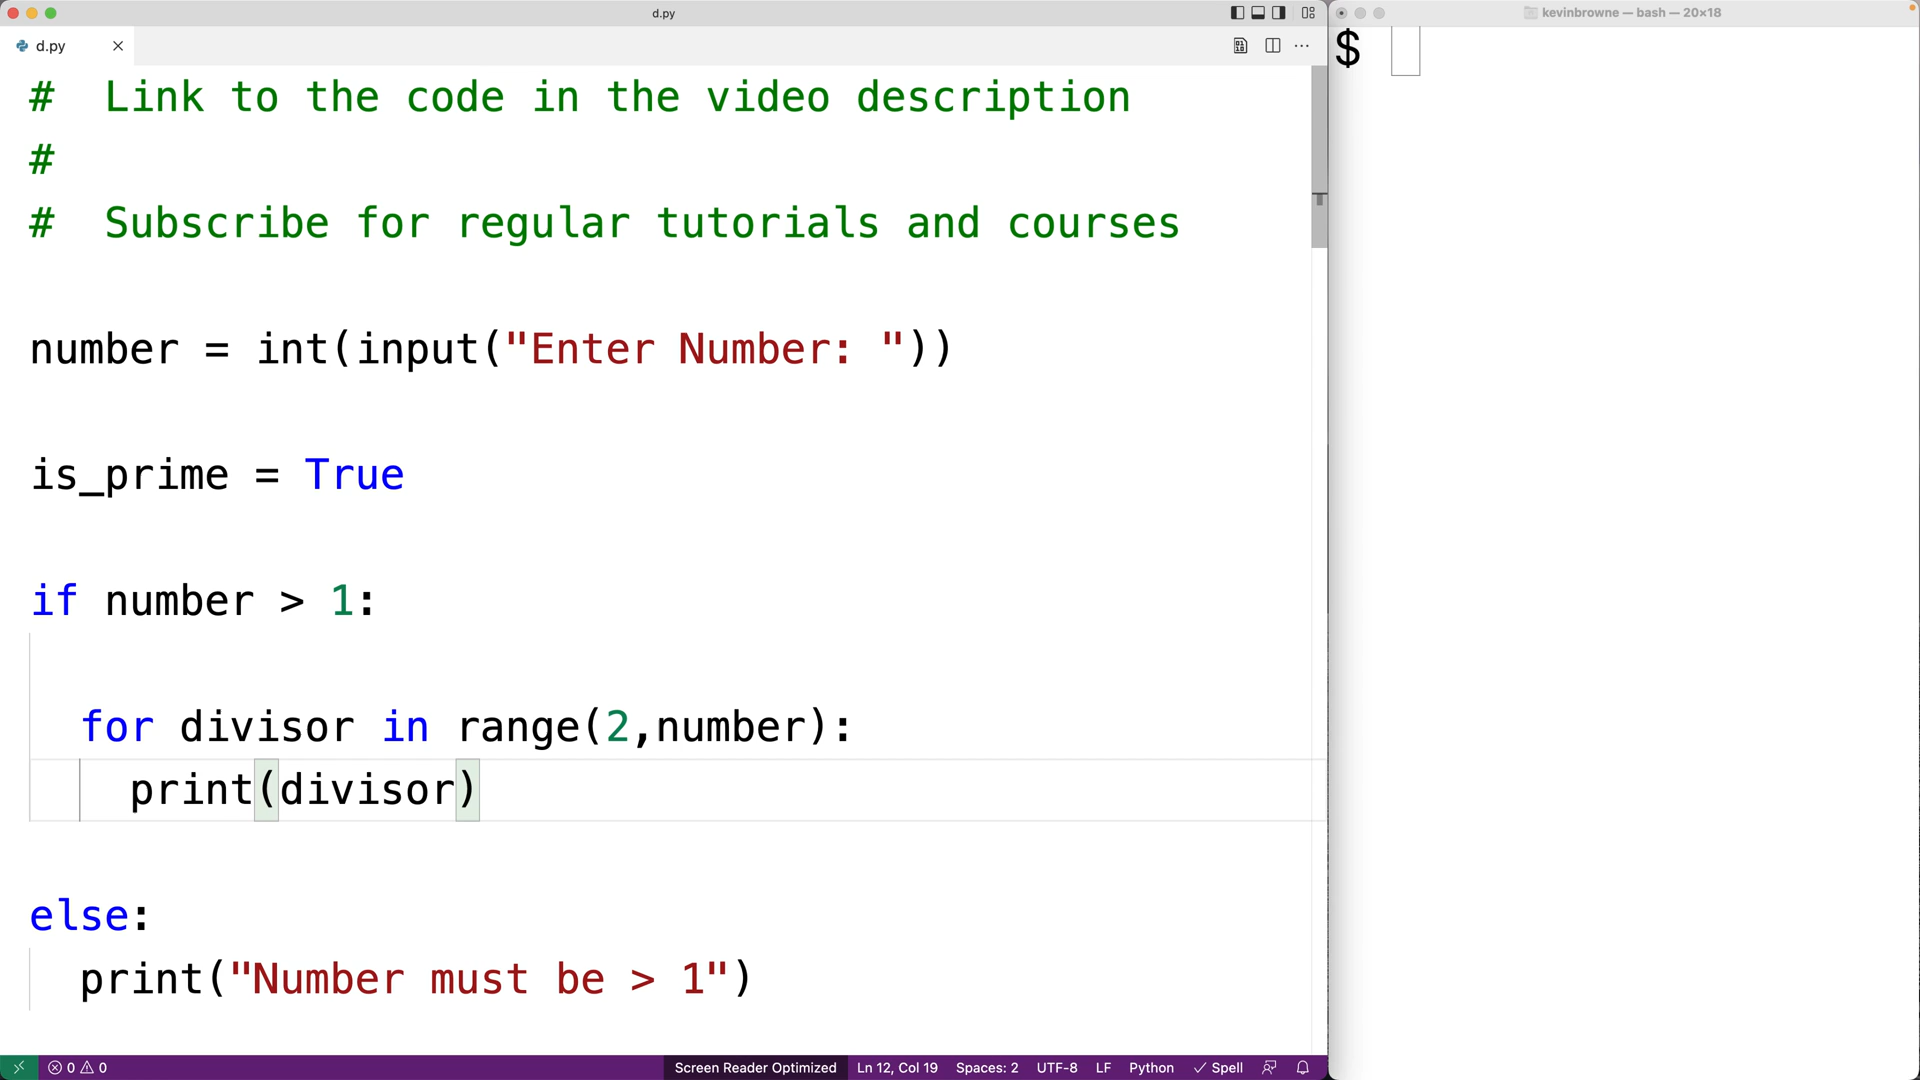 d.py
kevinbrowne — bash — 20×18
d.py
$
#  Link to the code in the video description
#
#  Subscribe for regular tutorials and courses
number = int(input("Enter Number: "))
is_prime = True
if number > 1:
  for divisor in range(2,number):
    print(divisor)
else:
  print("Number must be > 1")
0 0 Screen Reader Optimized Ln 12, Col 19 Spaces: 2 UTF-8 LF Python Spell